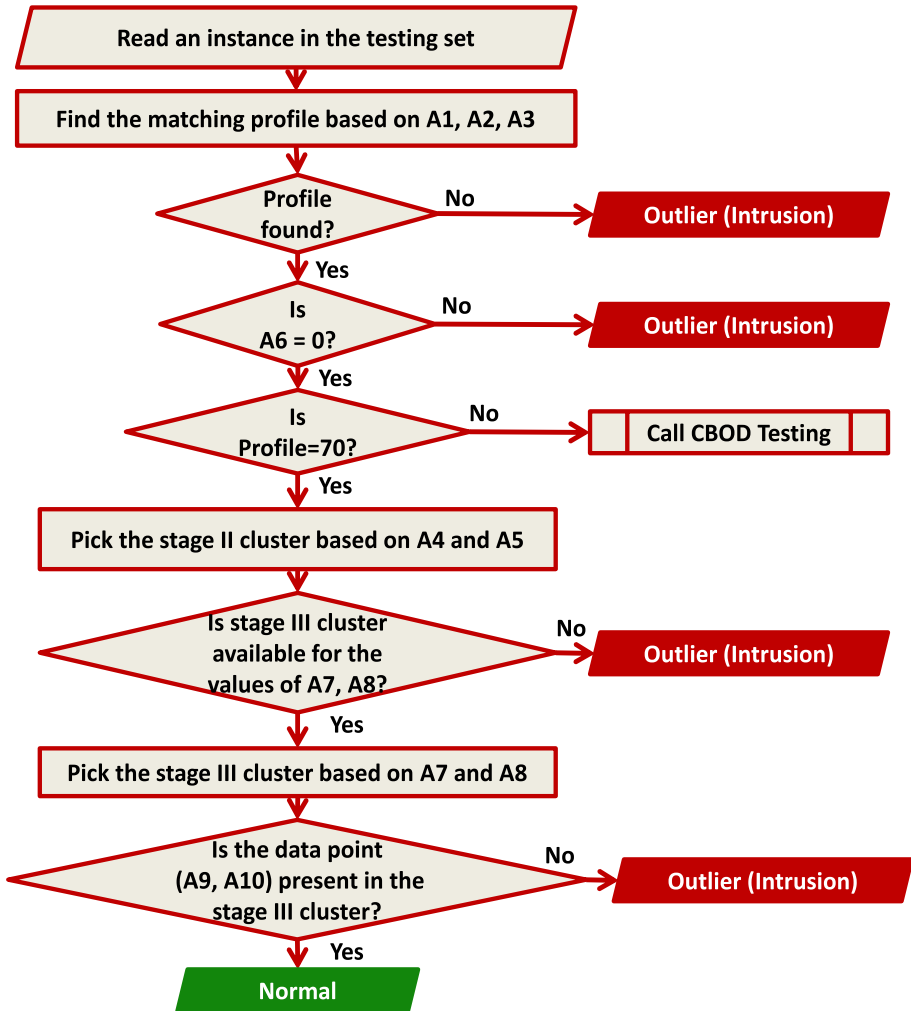 Read an instance in the testing set
Find the matching profile based on A1, A2, A3
Profile
found?
No
Outlier (Intrusion)
Yes
Is
A6 = 0?
No
Outlier (Intrusion)
Yes
Is
Profile=70?
No
Call CBOD Testing
Yes
Pick the stage II cluster based on A4 and A5
Is stage III cluster
available for the
values of A7, A8?
No
Outlier (Intrusion)
Yes
Pick the stage III cluster based on A7 and A8
Is the data point
(A9, A10) present in the
stage III cluster?
No
Outlier (Intrusion)
Yes
Normal